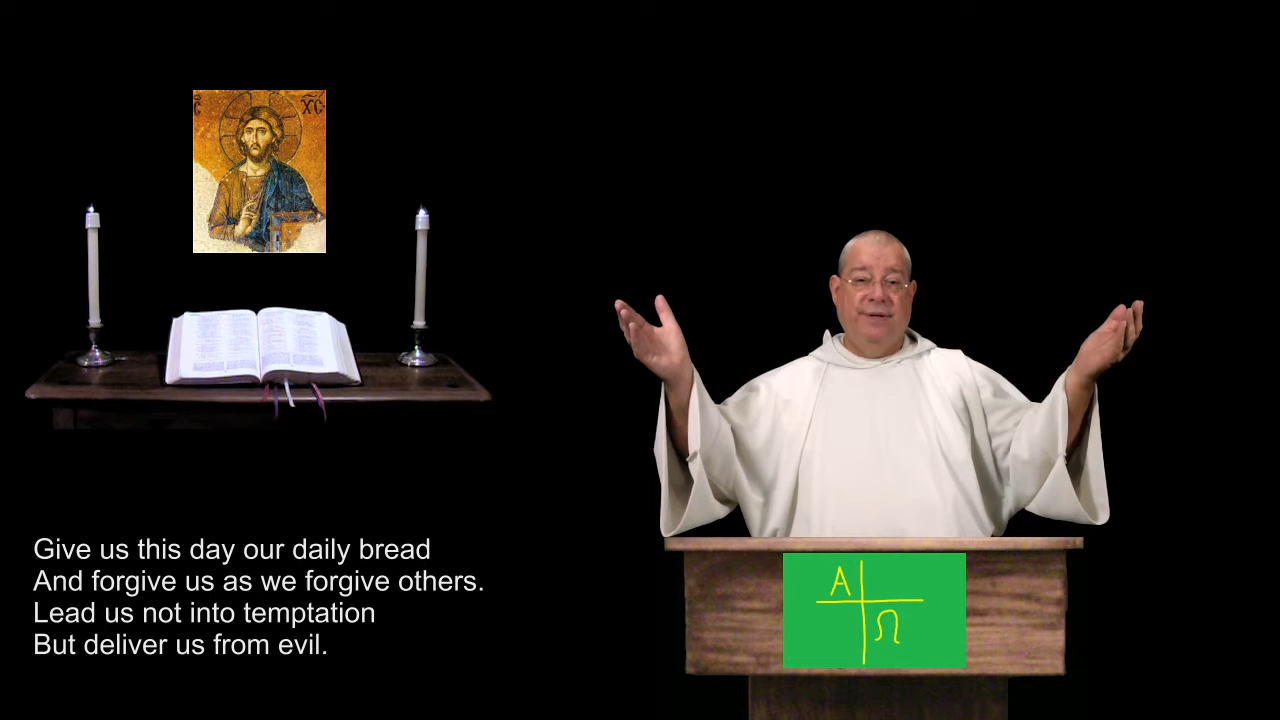 C XC
Give us this day our daily bread
And forgive us as we forgive others.
Lead us not into temptation
But deliver us from evil.
Α
Ω